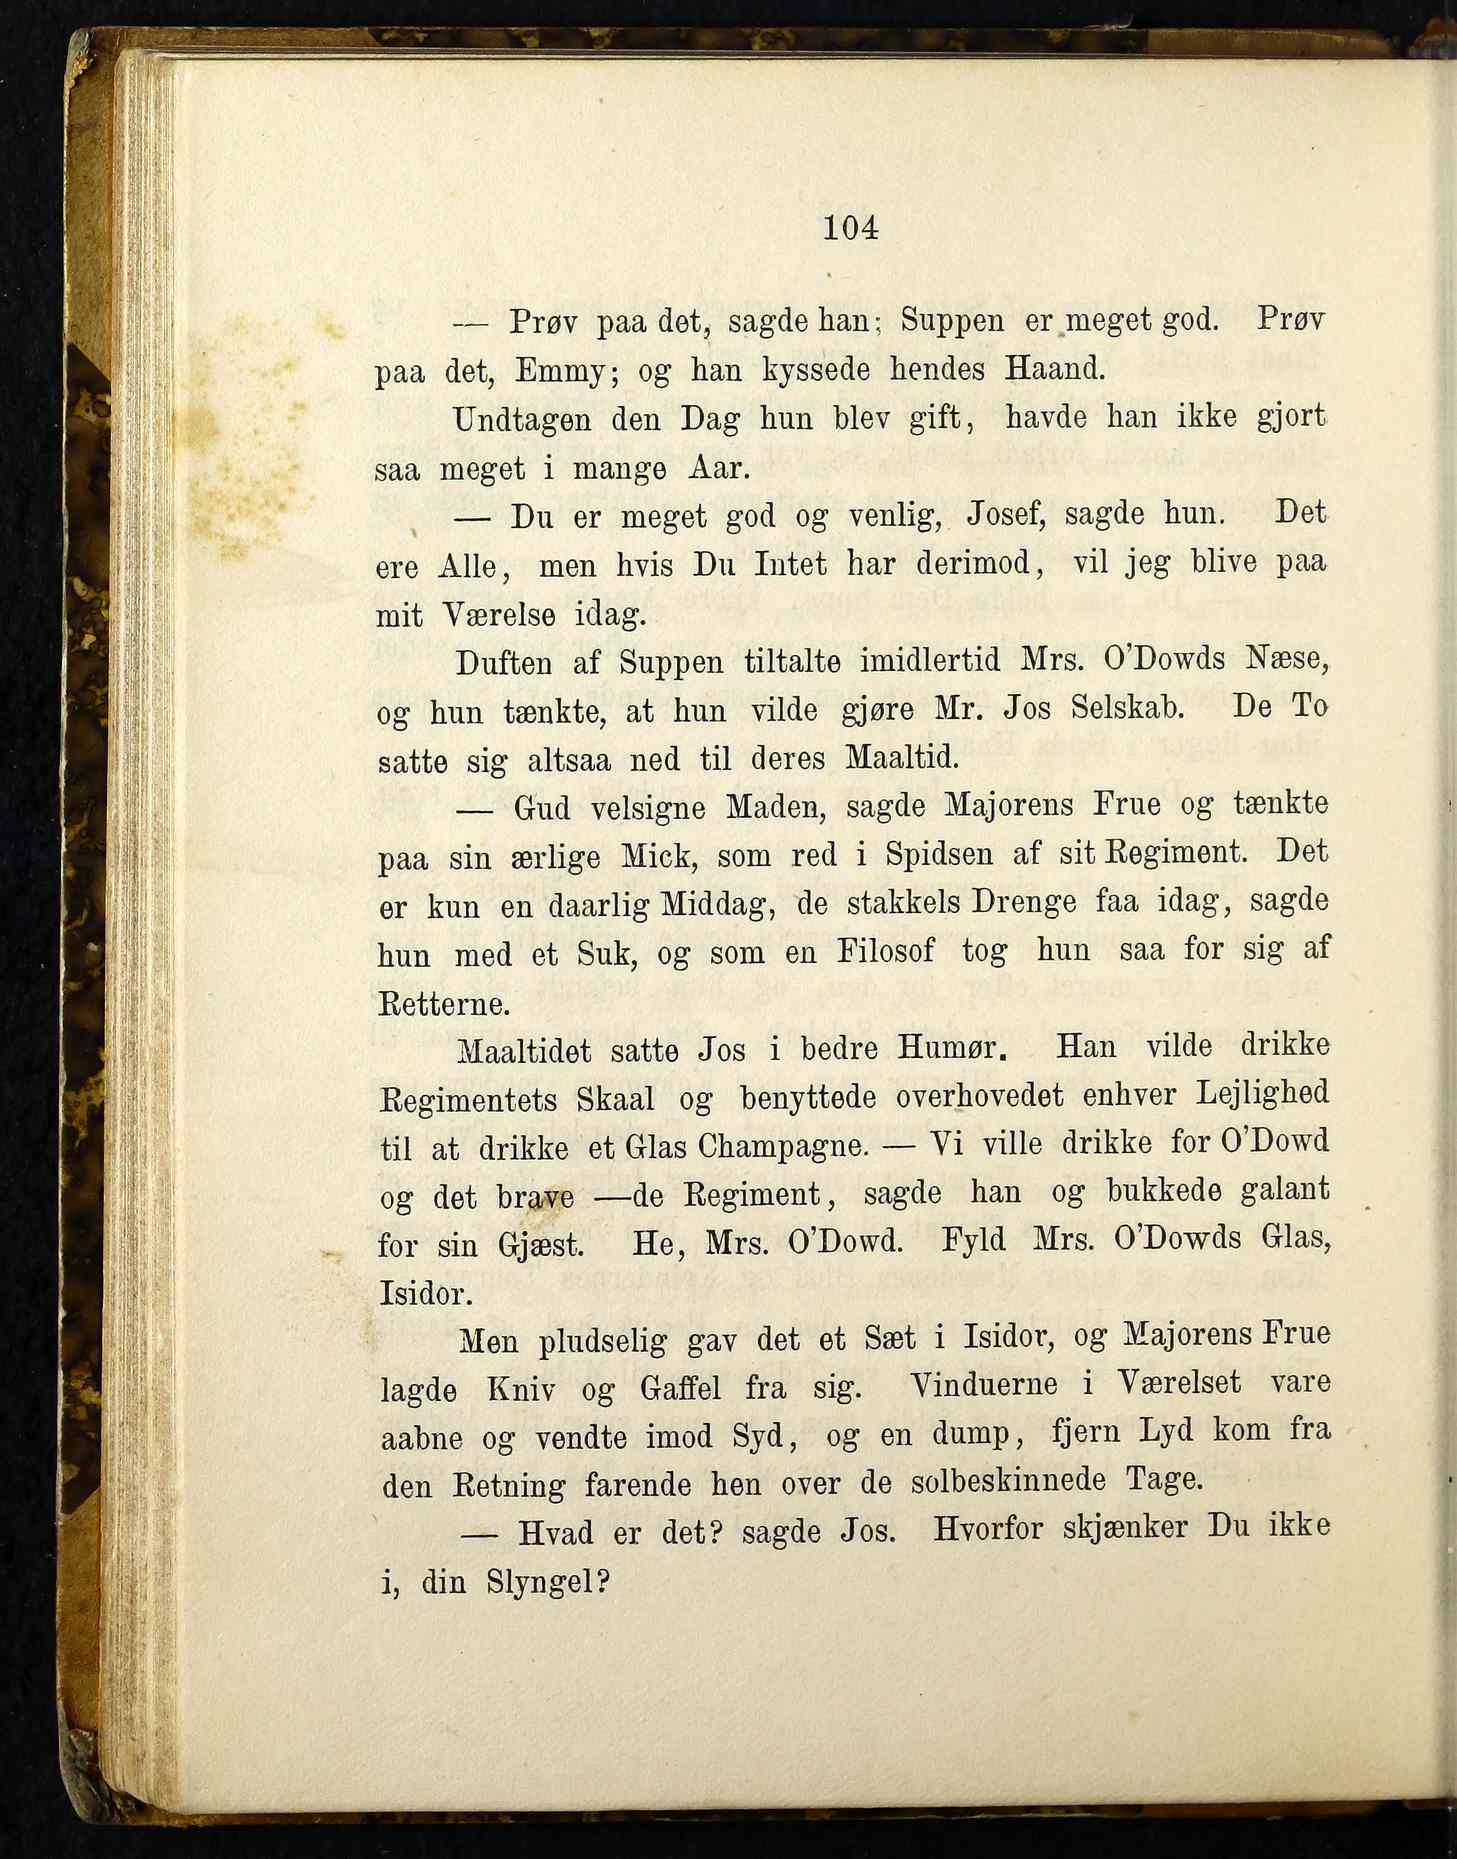 104
— Prøv paa det, sagde han; Suppen er meget god. Prøv
paa det, Emmy; og han kyssede hendes Haand.
Undtagen den Dag hun blev gift, havde han ikke gjort
saa meget i mange Aar.
— Du er meget god og venlig, Josef, sagde hun. Det
ere Alle, men hvis Du Intet har derimod, vil jeg blive paa
mit Værelse idag.
Duften af Suppen tiltalte imidlertid Mrs. O'Dowds Næse,
og hun tænkte, at hun vilde gjøre Mr. Jos Selskab. De To
satte sig altsaa ned til deres Maaltid.
— Gud velsigne Maden, sagde Majorens Frue og tænkte
paa sin ærlige Mick, som red i Spidsen af sit Regiment. Det
er kun en daarlig Middag, de stakkels Drenge faa idag, sagde
hun med et Suk, og som en Filosof tog hun saa for sig af
Retterne.
Maaltidet satte Jos i bedre Humør. Han vilde drikke
Regimentets Skaal og benyttede overhovedet enhver Lejlighed
til at drikke et Glas Champagne. — Vi ville drikke for O'Dowd
og det brave —de Regiment, sagde han og bukkede galant
for sin Gjæst. He, Mrs. O'Dowd. Fyld Mrs. O'Dowds Glas,
Isidor.
Men pludselig gav det et Sæt i Isidor, og Majorens Frue
lagde Kniv og Gaffel fra sig. Vinduerne i Værelset vare
aabne og vendte imod Syd, og en dump, fjern Lyd kom fra
den Retning farende hen over de solbeskinnede Tage.
— Hvad er det? sagde Jos. Hvorfor skjænker Du ikke
i, din Slyngel?